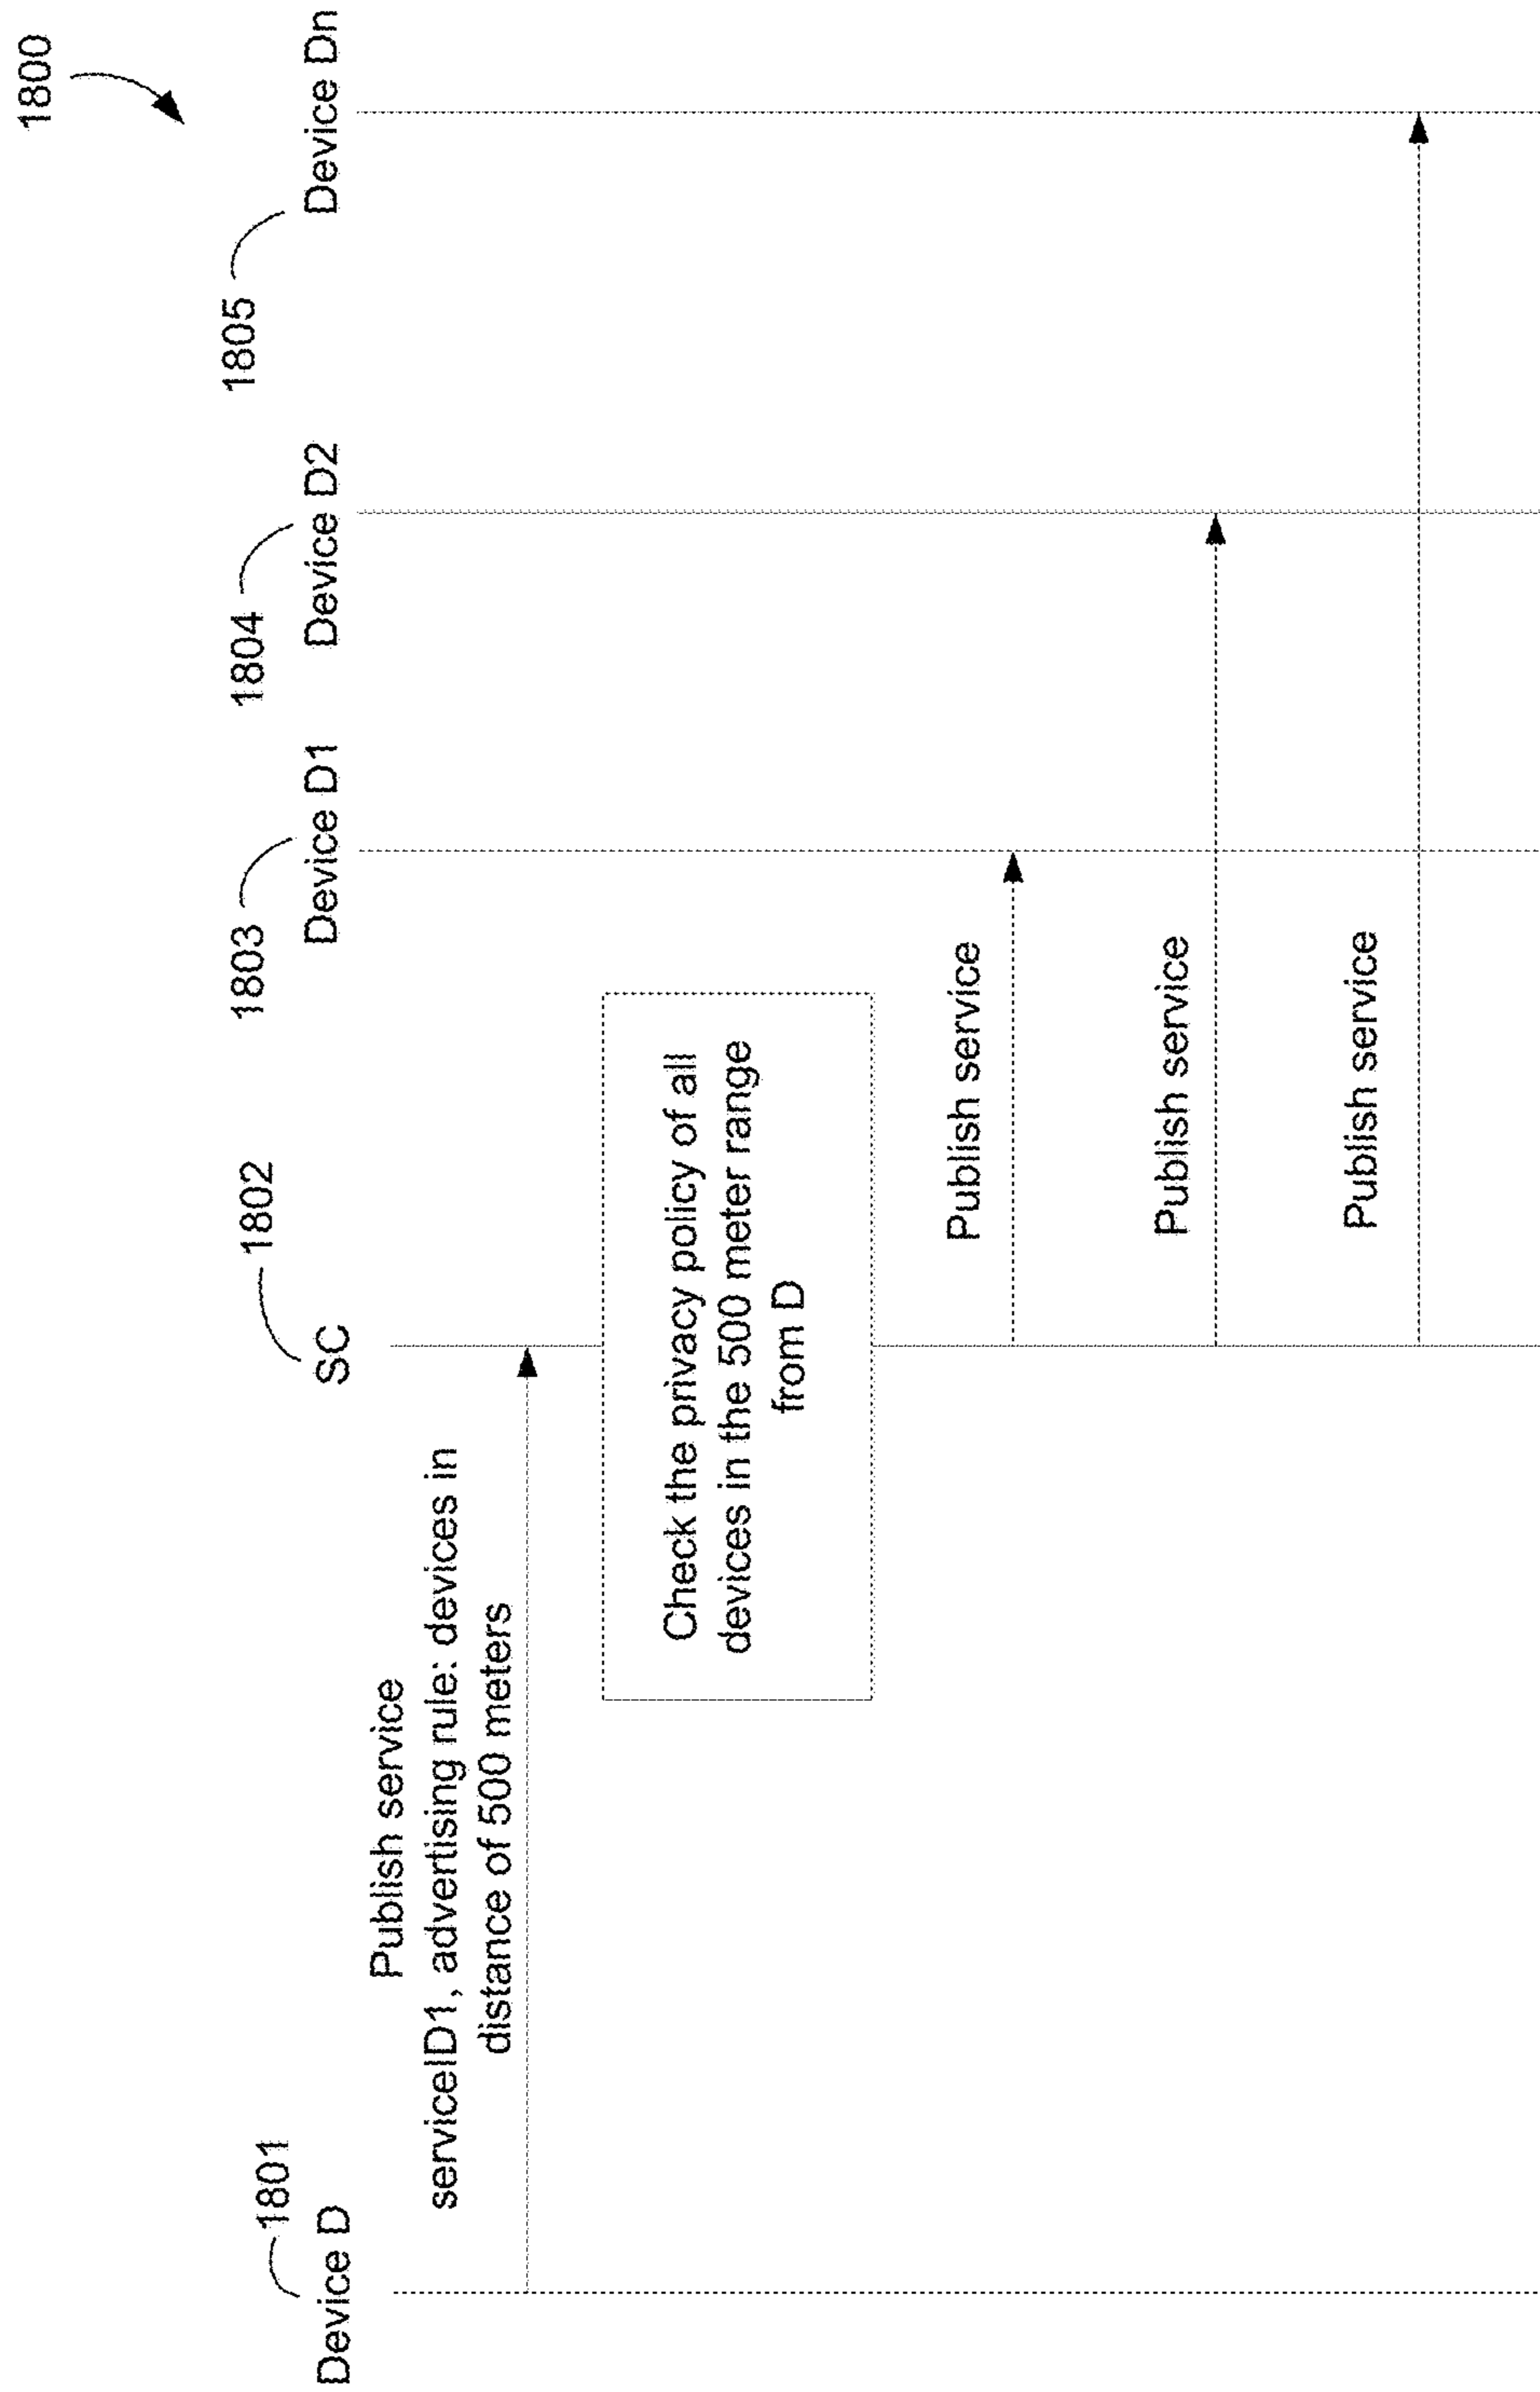 1800
1801
Device D
1802
SC
1803
Device D1
1804
Device D2
1805
Device Dn
Publish service
serviceID1, advertising rule: devices in
distance of 500 meters
Check the privacy policy of all
devices in the 500 meter range
from D
Publish service
Publish service
Publish service